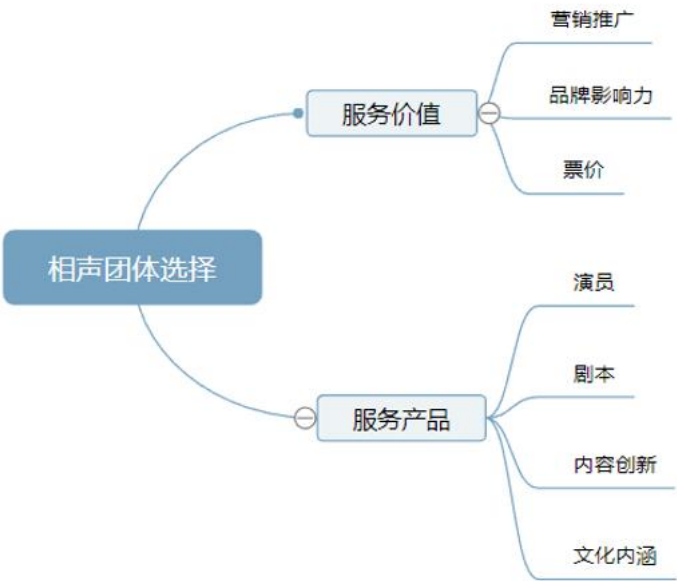 相声团体选择
服务价值
营销推广
品牌影响力
票价
服务产品
演员
剧本
内容创新
文化内涵